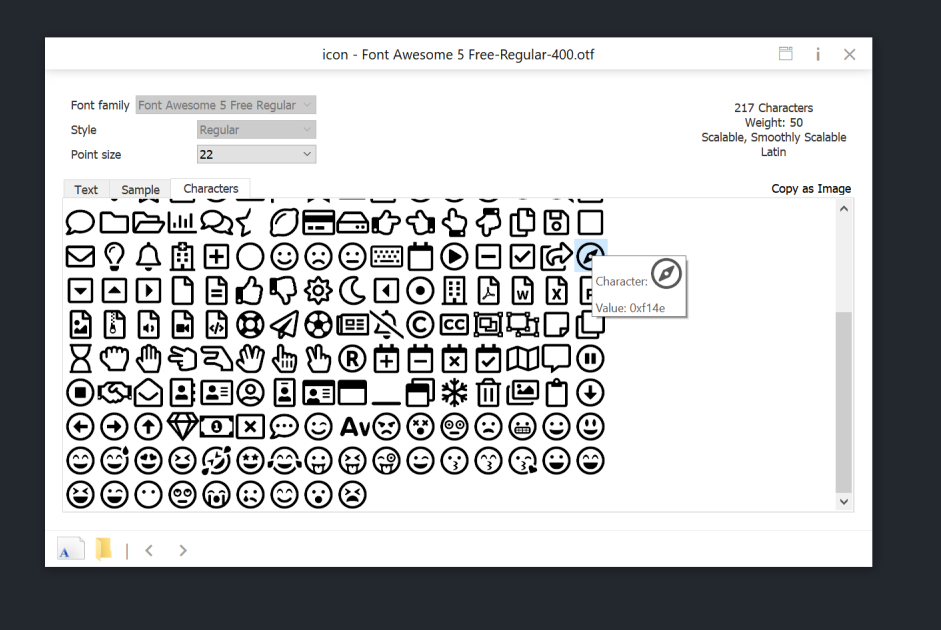 icon - Font Awesome 5 Free-Regular-400.otf
Font family Font Awesome 5 Free Regular
Style Regular
Point size 22
217 Characters
Weight: 50
Scalable, Smoothly Scalable
Latin
Text Sample Characters Copy as Image
Character:
Value: 0xf14e